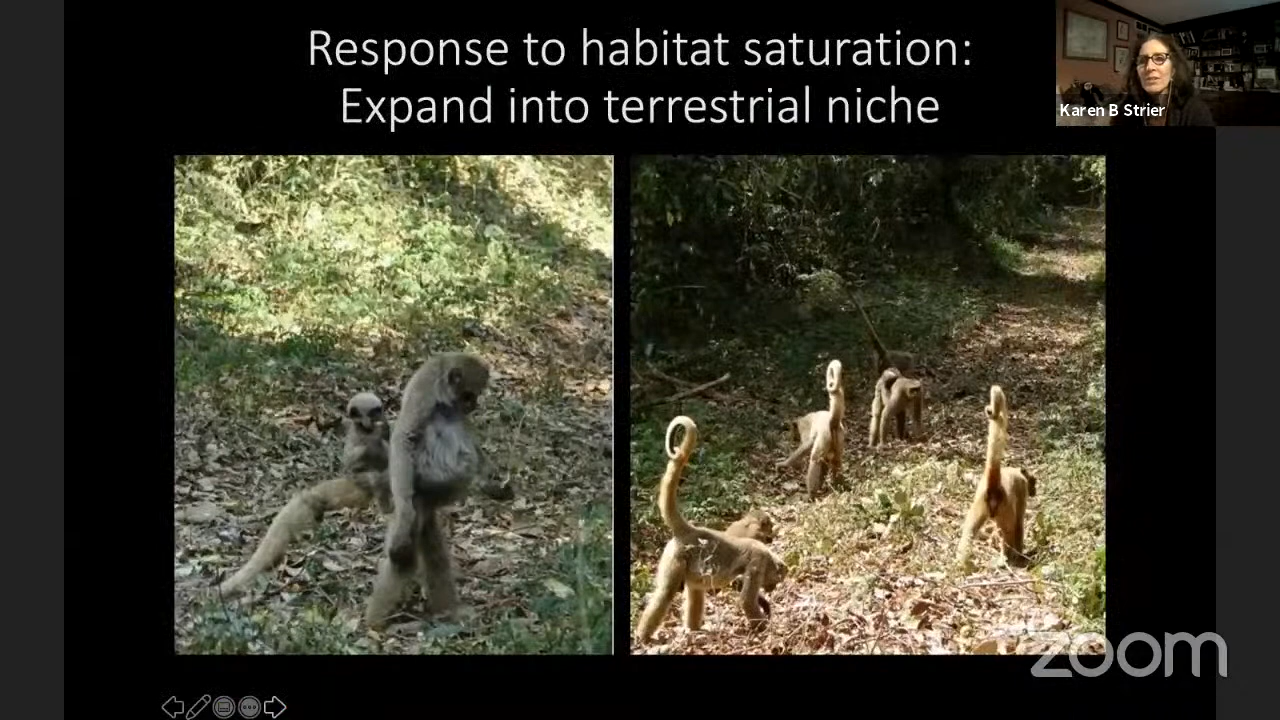 Response to habitat saturation:
Expand into terrestrial niche
Karen B Strier
zoom